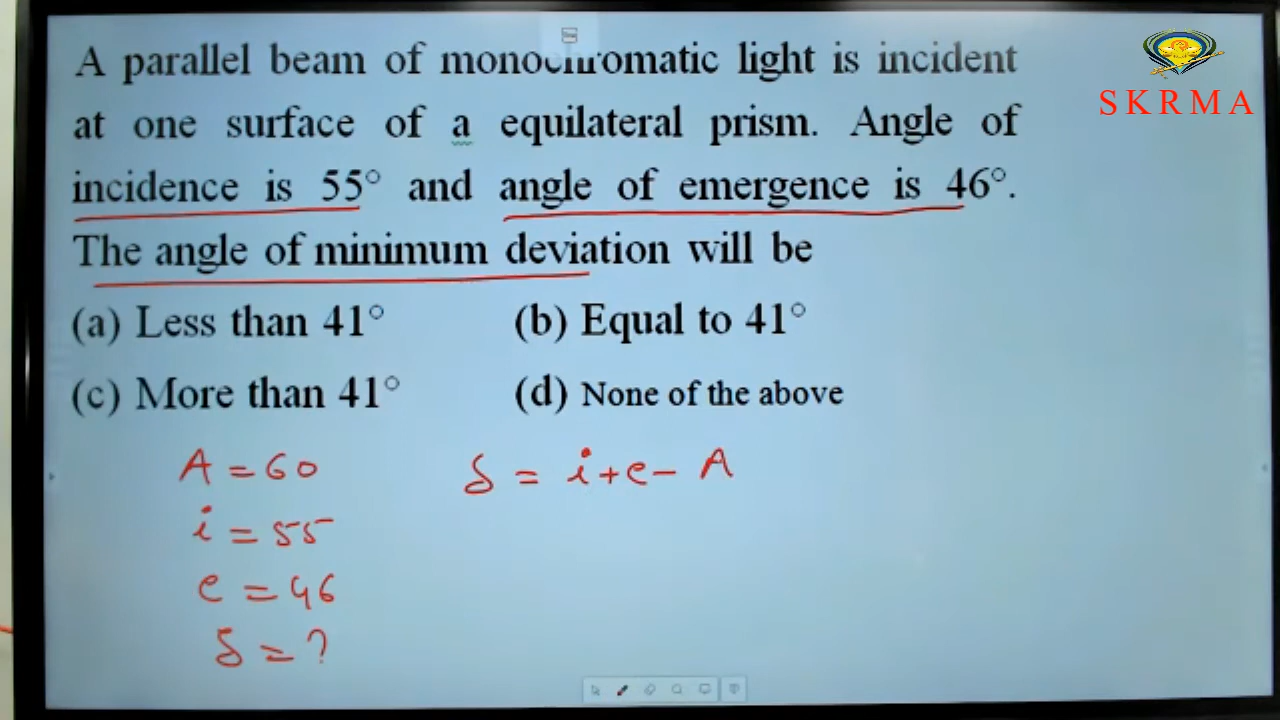 A parallel beam of monochromatic light is incident
at one surface of a equilateral prism. Angle of
incidence is 55° and angle of emergence is 46°.
The angle of minimum deviation will be
(a) Less than 41°
(b) Equal to 41°
(c) More than 41°
(d) None of the above
A = 60
δ = i + e - A
i = 55
e = 46
δ = ?
SKRMA